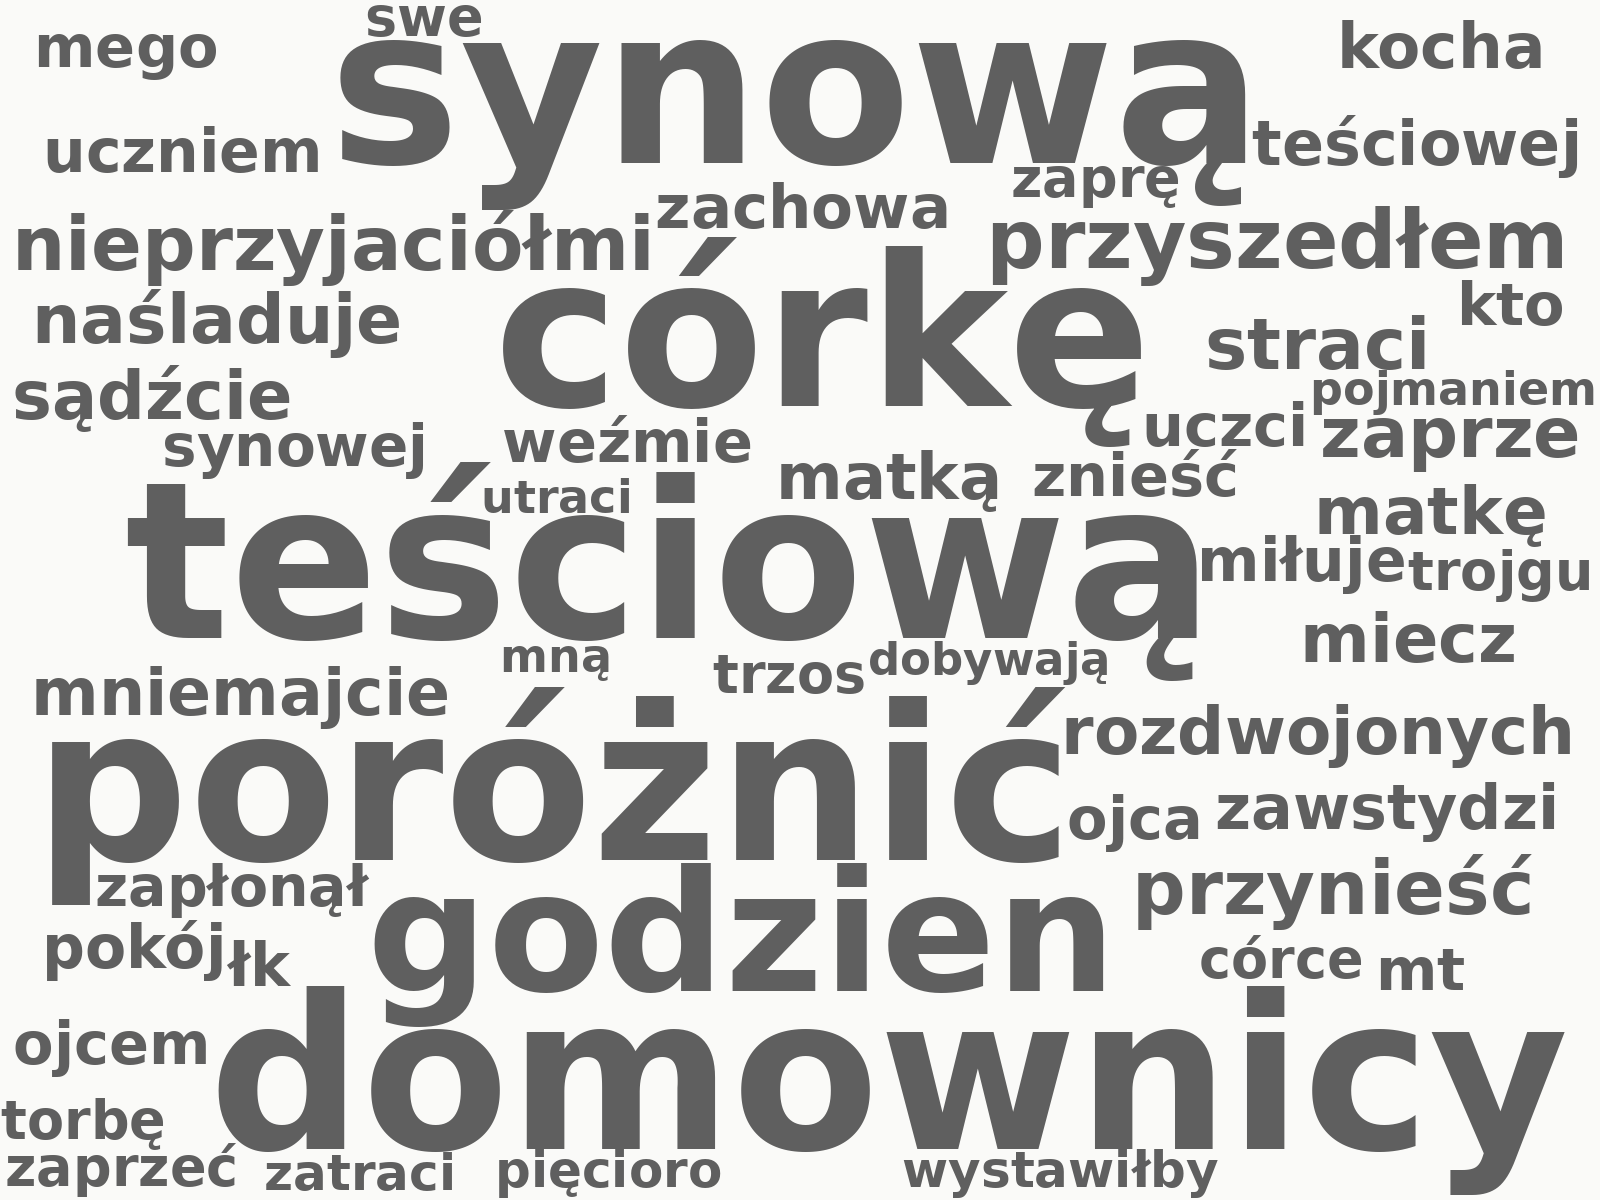 swe
mego synową kocha
uczniem teściowej
zaprę
zachowa
nieprzyjaciółmi przyszedłem
naśladuje córkę kto
straci
sądźcie pojmaniem
synowej weźmie uczci zaprze
matką znieść
utraci matkę
teściową miłuje trojgu
mną miecz
mniemajcie trzos dobywają
poróżnić rozdwojonych
ojca zawstydzi
zapłonął godzien przynieść
pokój łk córce mt
ojcem domownicy
torbę
zaprzeć zatraci pięcioro wystawiłby